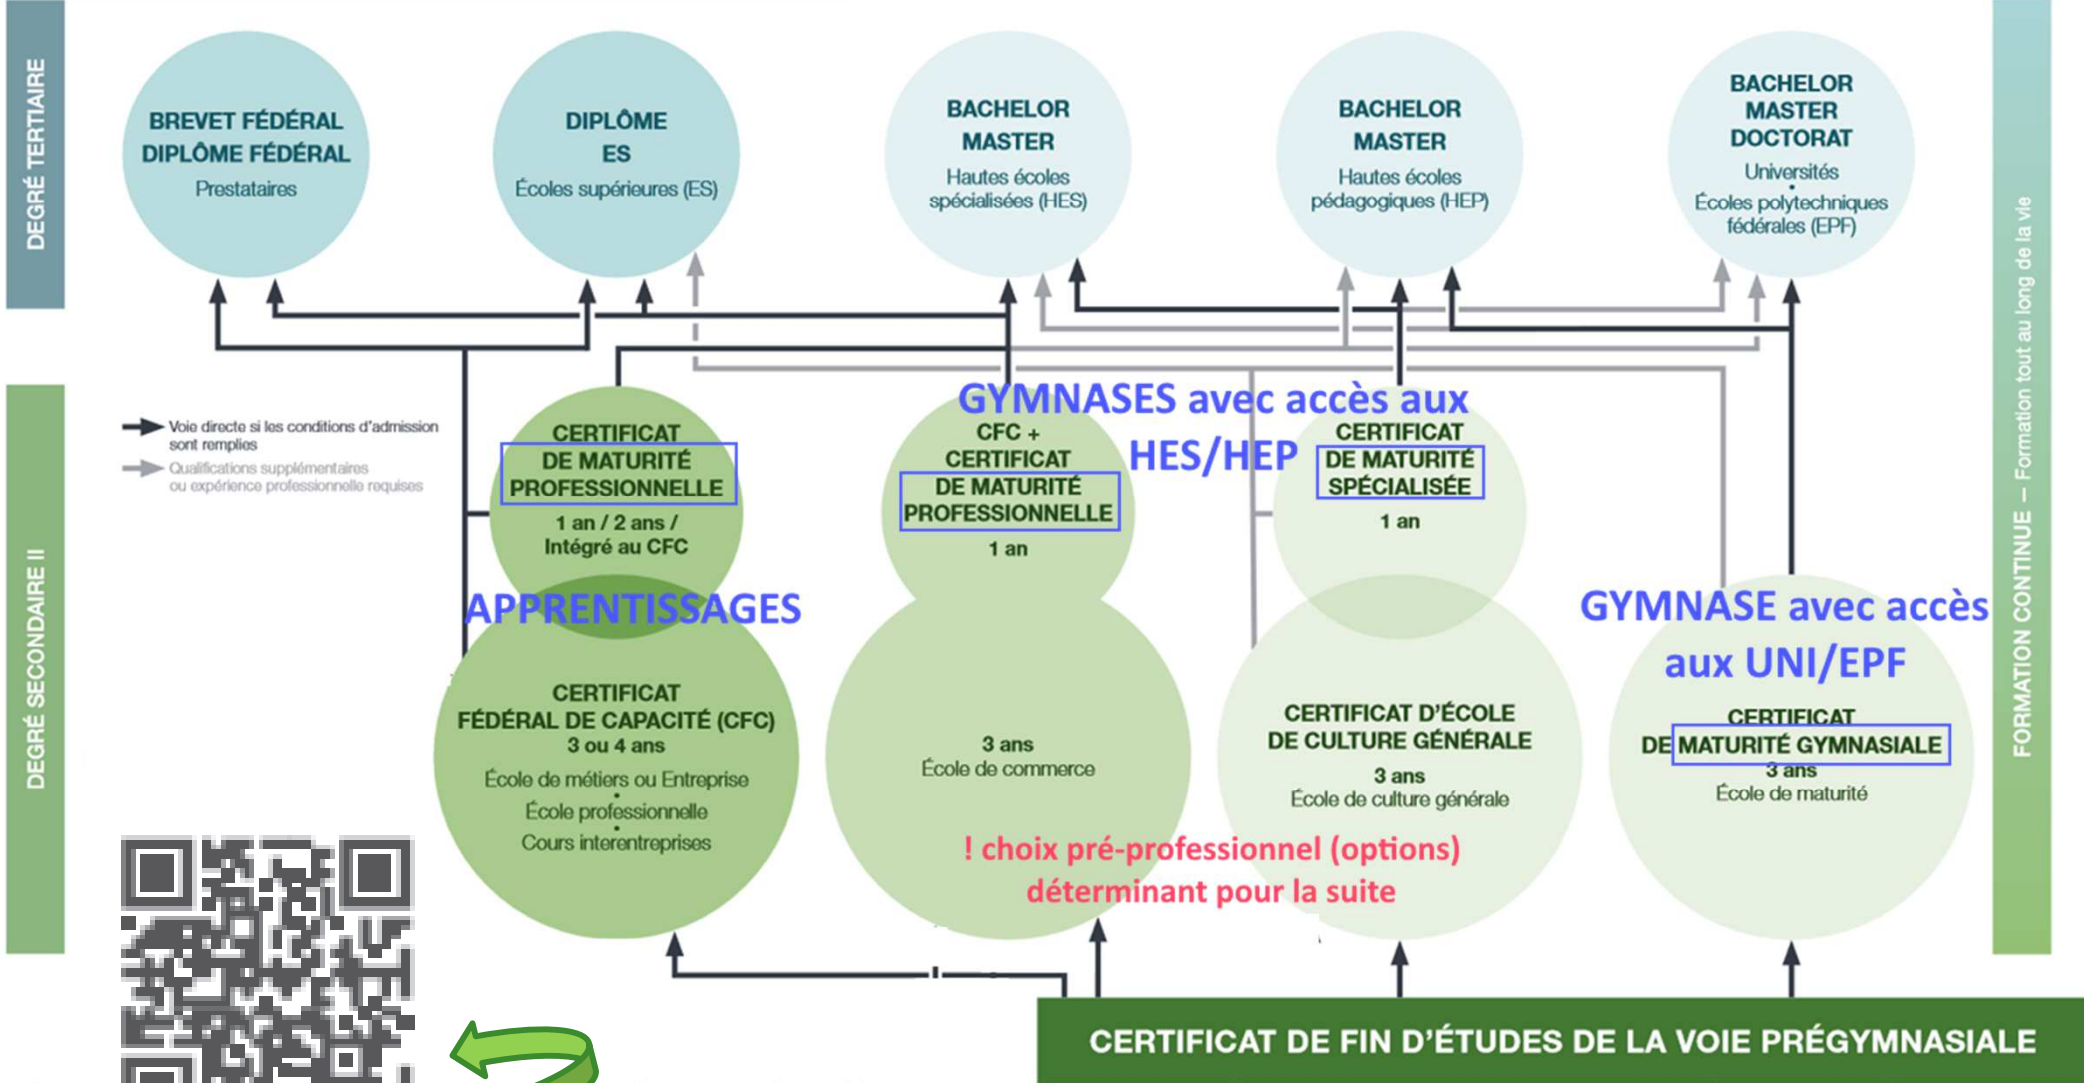 DEGRÉ TERTIAIRE
BREVET FÉDÉRAL
DIPLÔME FÉDÉRAL
Prestataires
DIPLÔME
ES
Écoles supérieures (ES)
BACHELOR
MASTER
Hautes écoles
spécialisées (HES)
BACHELOR
MASTER
Hautes écoles
pédagogiques (HEP)
BACHELOR
MASTER
DOCTORAT
Universités
•
Écoles polytechniques
fédérales (EPF)
FORMATION CONTINUE – Formation tout au long de la vie
DEGRÉ SECONDAIRE II
Voie directe si les conditions d'admission
sont remplies
Qualifications supplémentaires
ou expérience professionnelle requises
CERTIFICAT
DE MATURITÉ
PROFESSIONNELLE
1 an / 2 ans /
Intégré au CFC
APPRENTISSAGES
CERTIFICAT
FÉDÉRAL DE CAPACITÉ (CFC)
3 ou 4 ans
École de métiers ou Entreprise
•
École professionnelle
•
Cours interentreprises
GYMNASES avec accès aux
HES/HEP
CFC +
CERTIFICAT
DE MATURITÉ
PROFESSIONNELLE
1 an
3 ans
École de commerce
CERTIFICAT
DE MATURITÉ
SPÉCIALISÉE
1 an
CERTIFICAT D'ÉCOLE
DE CULTURE GÉNÉRALE
3 ans
École de culture générale
! choix pré-professionnel (options)
déterminant pour la suite
GYMNASE avec accès
aux UNI/EPF
CERTIFICAT
DE MATURITÉ GYMNASIALE
3 ans
École de maturité
CERTIFICAT DE FIN D'ÉTUDES DE LA VOIE PRÉGYMNASIALE